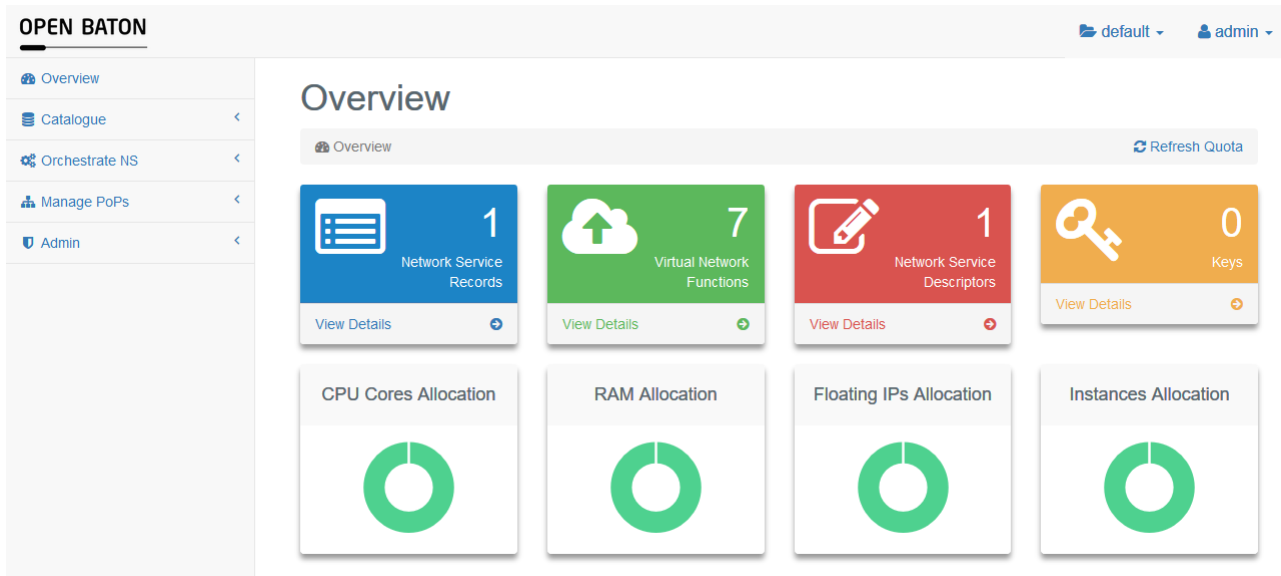 OPEN BATON
default
admin
Overview
Catalogue
Orchestrate NS
Manage PoPs
Admin
Overview
Overview
Refresh Quota
1
Network Service
Records
View Details
7
Virtual Network
Functions
View Details
1
Network Service
Descriptors
View Details
0
Keys
View Details
CPU Cores Allocation
RAM Allocation
Floating IPs Allocation
Instances Allocation